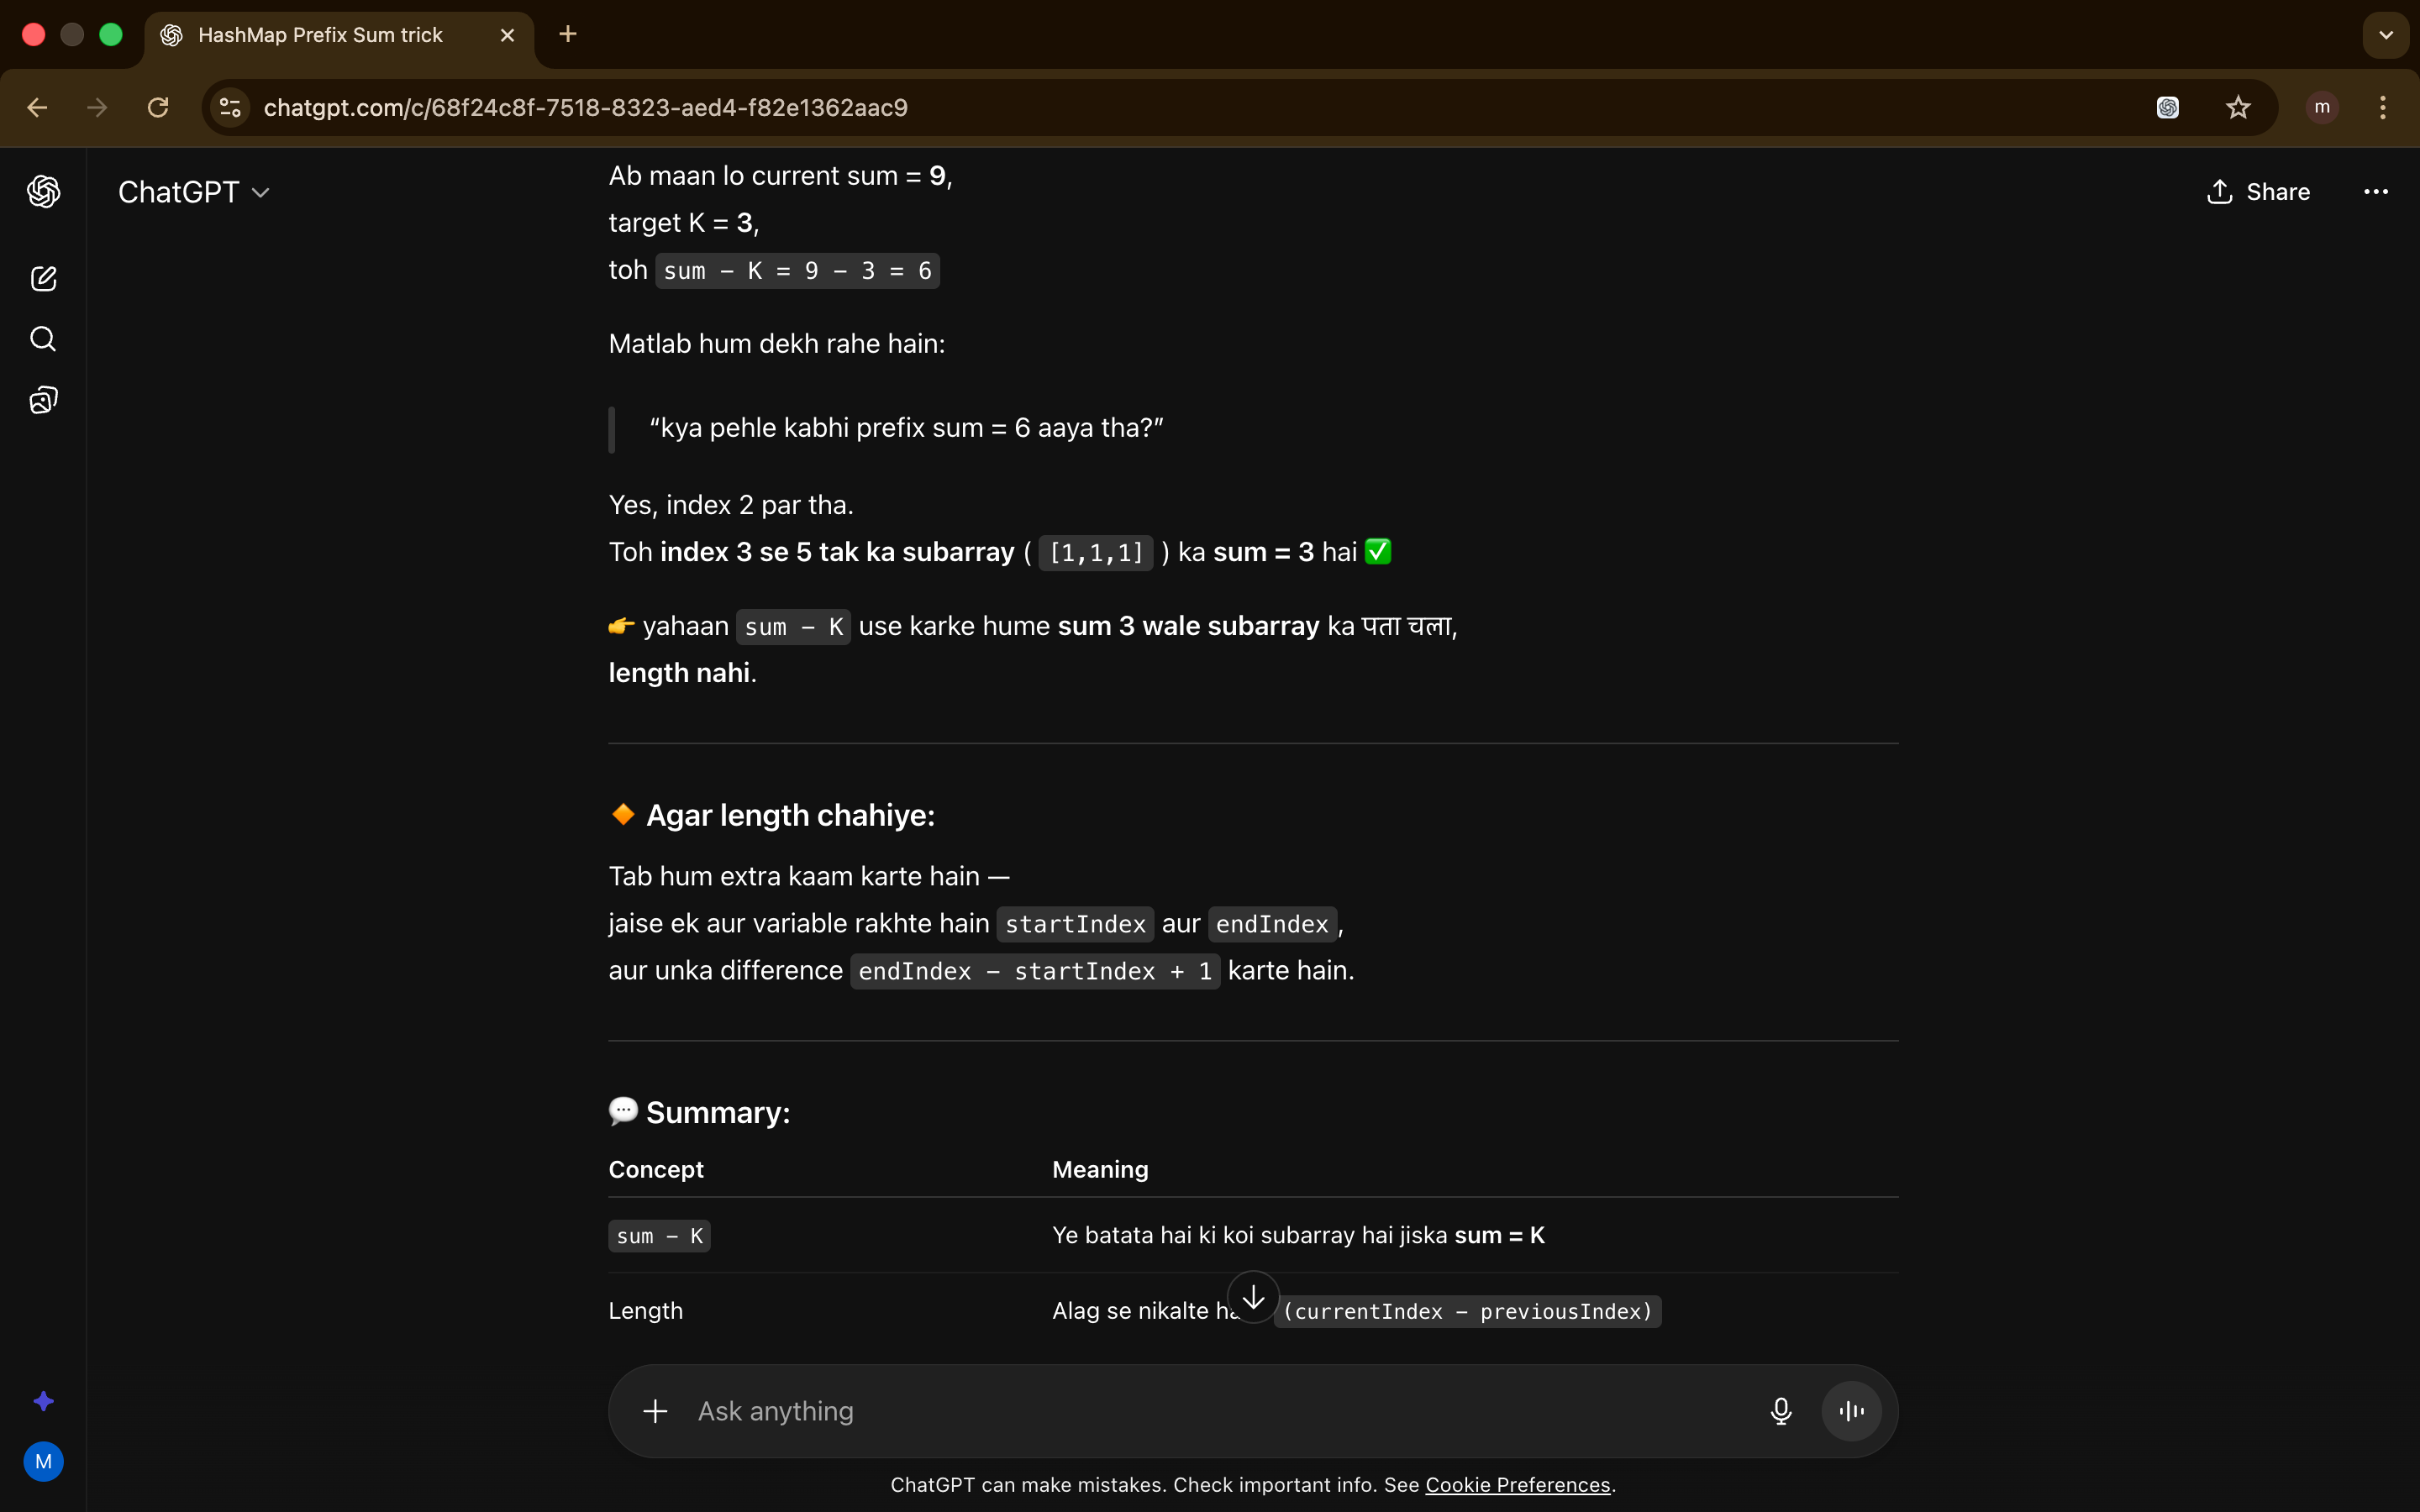 HashMap Prefix Sum trick
chatgpt.com/c/68f24c8f-7518-8323-aed4-f82e1362aac9
m
ChatGPT
Share
Ab maan lo current sum = 9,
target K = 3,
toh sum - K = 9 - 3 = 6
Matlab hum dekh rahe hain:
“kya pehle kabhi prefix sum = 6 aaya tha?”
Yes, index 2 par tha.
Toh index 3 se 5 tak ka subarray ( [1,1,1] ) ka sum = 3 hai ✅
👉 yahaan sum - K use karke hume sum 3 wale subarray ka पता चला,
length nahi.
🔸 Agar length chahiye:
Tab hum extra kaam karte hain —
jaise ek aur variable rakhte hain startIndex aur endIndex,
aur unka difference endIndex - startIndex + 1 karte hain.
💬 Summary:
Concept Meaning
sum - K Ye batata hai ki koi subarray hai jiska sum = K
Length Alag se nikalte (currentIndex - previousIndex)
Ask anything
M
ChatGPT can make mistakes. Check important info. See Cookie Preferences.